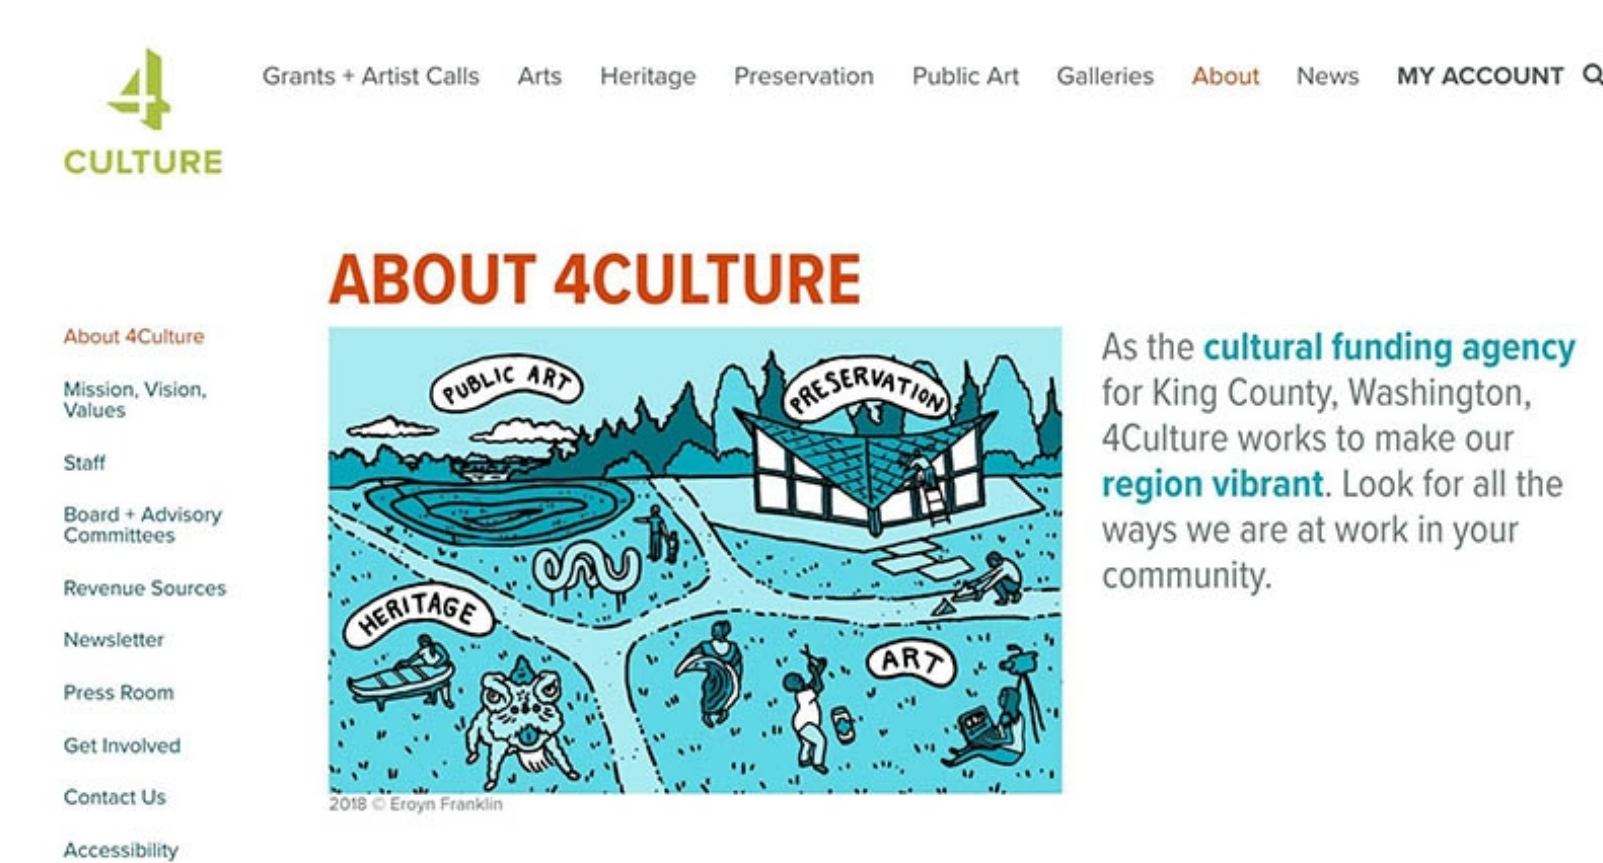 4
CULTURE
Grants + Artist Calls
Arts
Heritage
Preservation
Public Art
Galleries
About
News
MY ACCOUNT
ABOUT 4CULTURE
About 4Culture
Mission, Vision,
Values
Staff
Board + Advisory
Committees
Revenue Sources
Newsletter
Press Room
Get Involved
Contact Us
Accessibility
PUBLIC ART
PRESERVATION
HERITAGE
ART
2018 © Eroyn Franklin
As the cultural funding agency
for King County, Washington,
4Culture works to make our
region vibrant. Look for all the
ways we are at work in your
community.